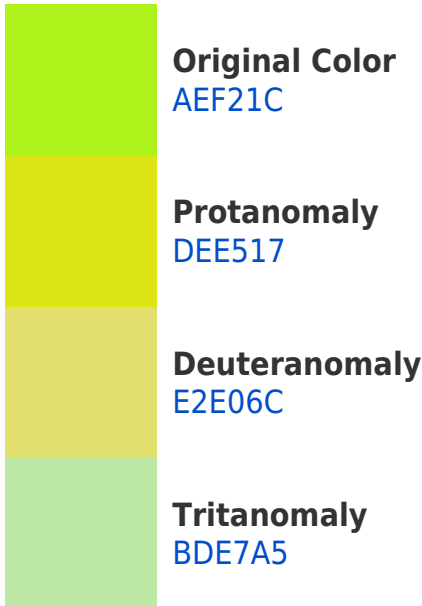 Original Color
AEF21C
Protanomaly
DEE517
Deuteranomaly
E2E06C
Tritanomaly
BDE7A5